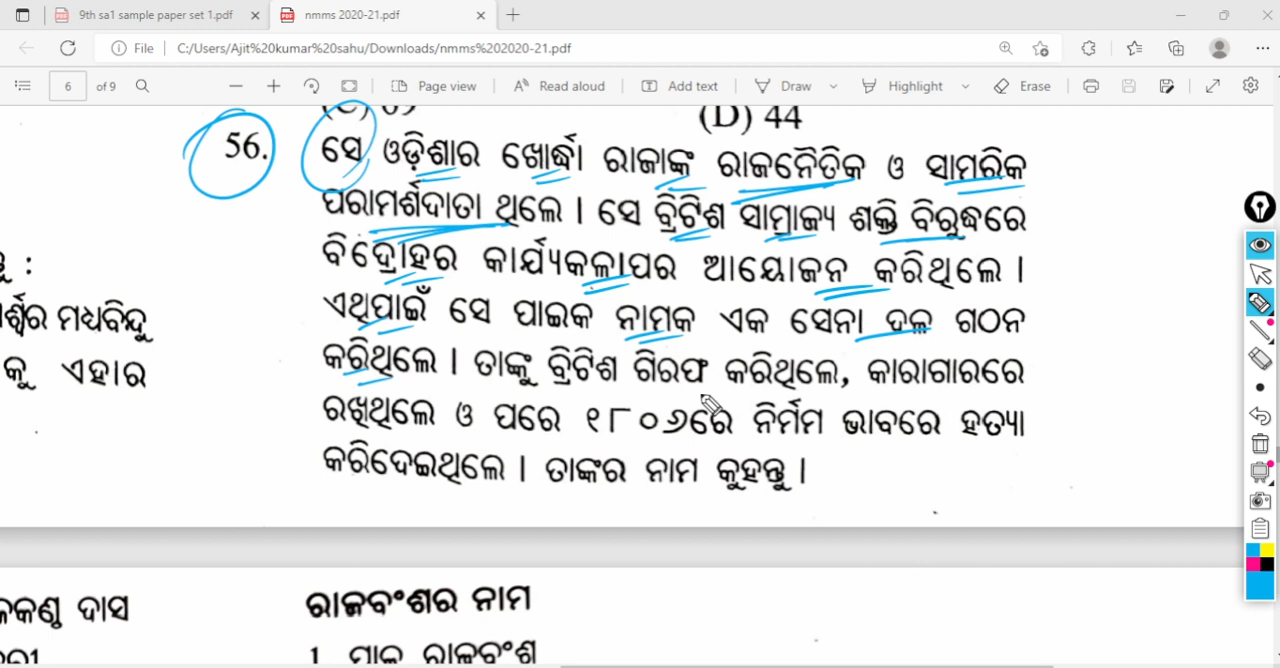 9th sa1 sample paper set 1.pdf
nmms 2020-21.pdf
File
C:/Users/Ajit%20kumar%20sahu/Downloads/nmms%202020-21.pdf
6 of 9
Page view
Read aloud
Add text
Draw
Highlight
Erase
(D) 44
56. ସେ ଓଡ଼ିଶାର ଖୋର୍ଦ୍ଧା ରାଜାଙ୍କ ରାଜନୈତିକ ଓ ସାମରିକ
ପରାମର୍ଶଦାତା ଥିଲେ । ସେ ବ୍ରିଟିଶ ସାମ୍ରାଜ୍ୟ ଶକ୍ତି ବିରୁଦ୍ଧରେ
ବିଦ୍ରୋହର କାର୍ଯ୍ୟକଳାପର ଆୟୋଜନ କରିଥିଲେ ।
ଏଥିପାଇଁ ସେ ପାଇକ ନାମକ ଏକ ସେନା ଦଳ ଗଠନ
କରିଥିଲେ । ତାଙ୍କୁ ବ୍ରିଟିଶ ଗିରଫ କରିଥିଲେ, କାରାଗାରରେ
ରଖିଥିଲେ ଓ ପରେ ୧୮୦୬ରେ ନିର୍ମମ ଭାବରେ ହତ୍ୟା
କରିଦେଇଥିଲେ । ତାଙ୍କର ନାମ କୁହନ୍ତୁ ।
ମଧ୍ୟବିନ୍ଦୁ
କୁ ଏହାର
ଦାସ
ରାଜବଂଶର ନାମ